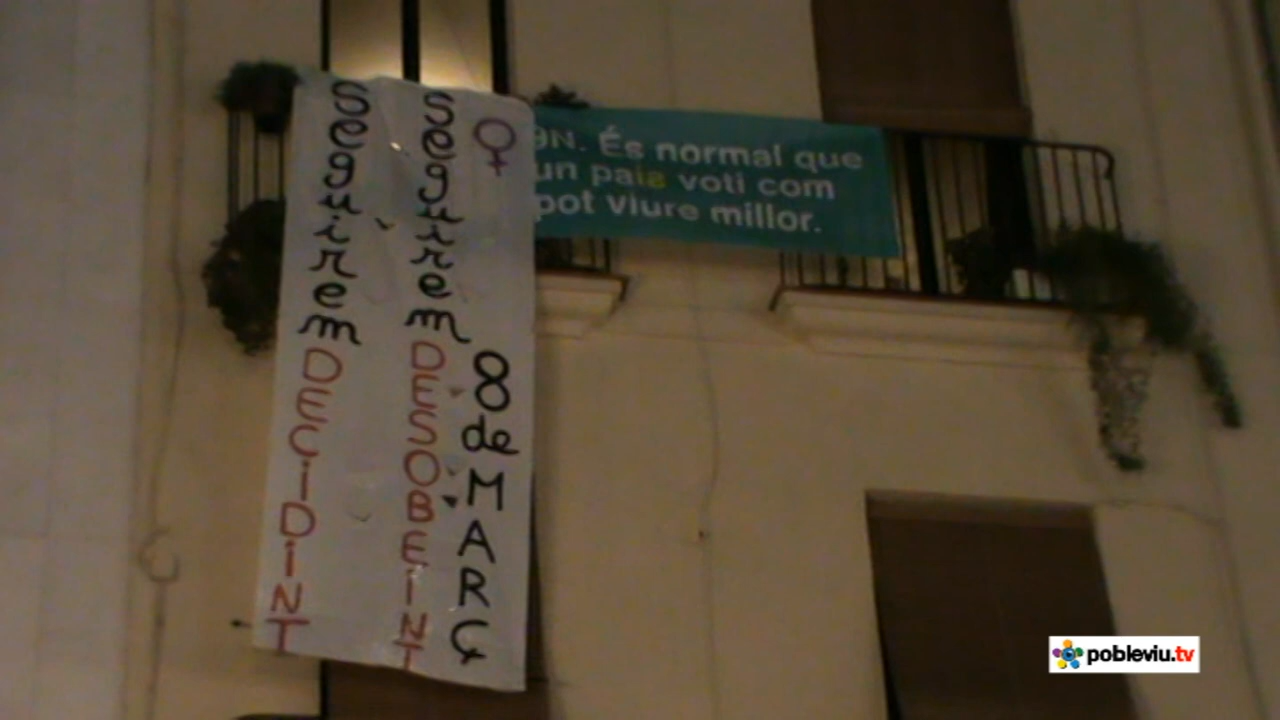 Seguirem DECIDINT
Seguirem DESOBEINT
8 de MARÇ
9N. És normal que
un país voti com
pot viure millor.
pobleviu.tv